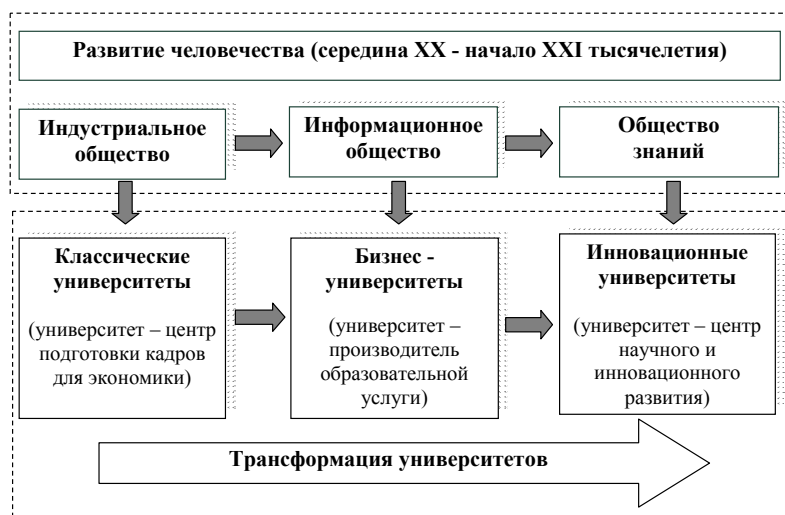 Развитие человечества (середина XX - начало XXI тысячелетия)
Индустриальное
общество
Информационное
общество
Общество
знаний
Классические
университеты
(университет – центр
подготовки кадров
для экономики)
Бизнес -
университеты
(университет –
производитель
образовательной
услуги)
Инновационные
университеты
(университет – центр
научного и
инновационного
развития)
Трансформация университетов